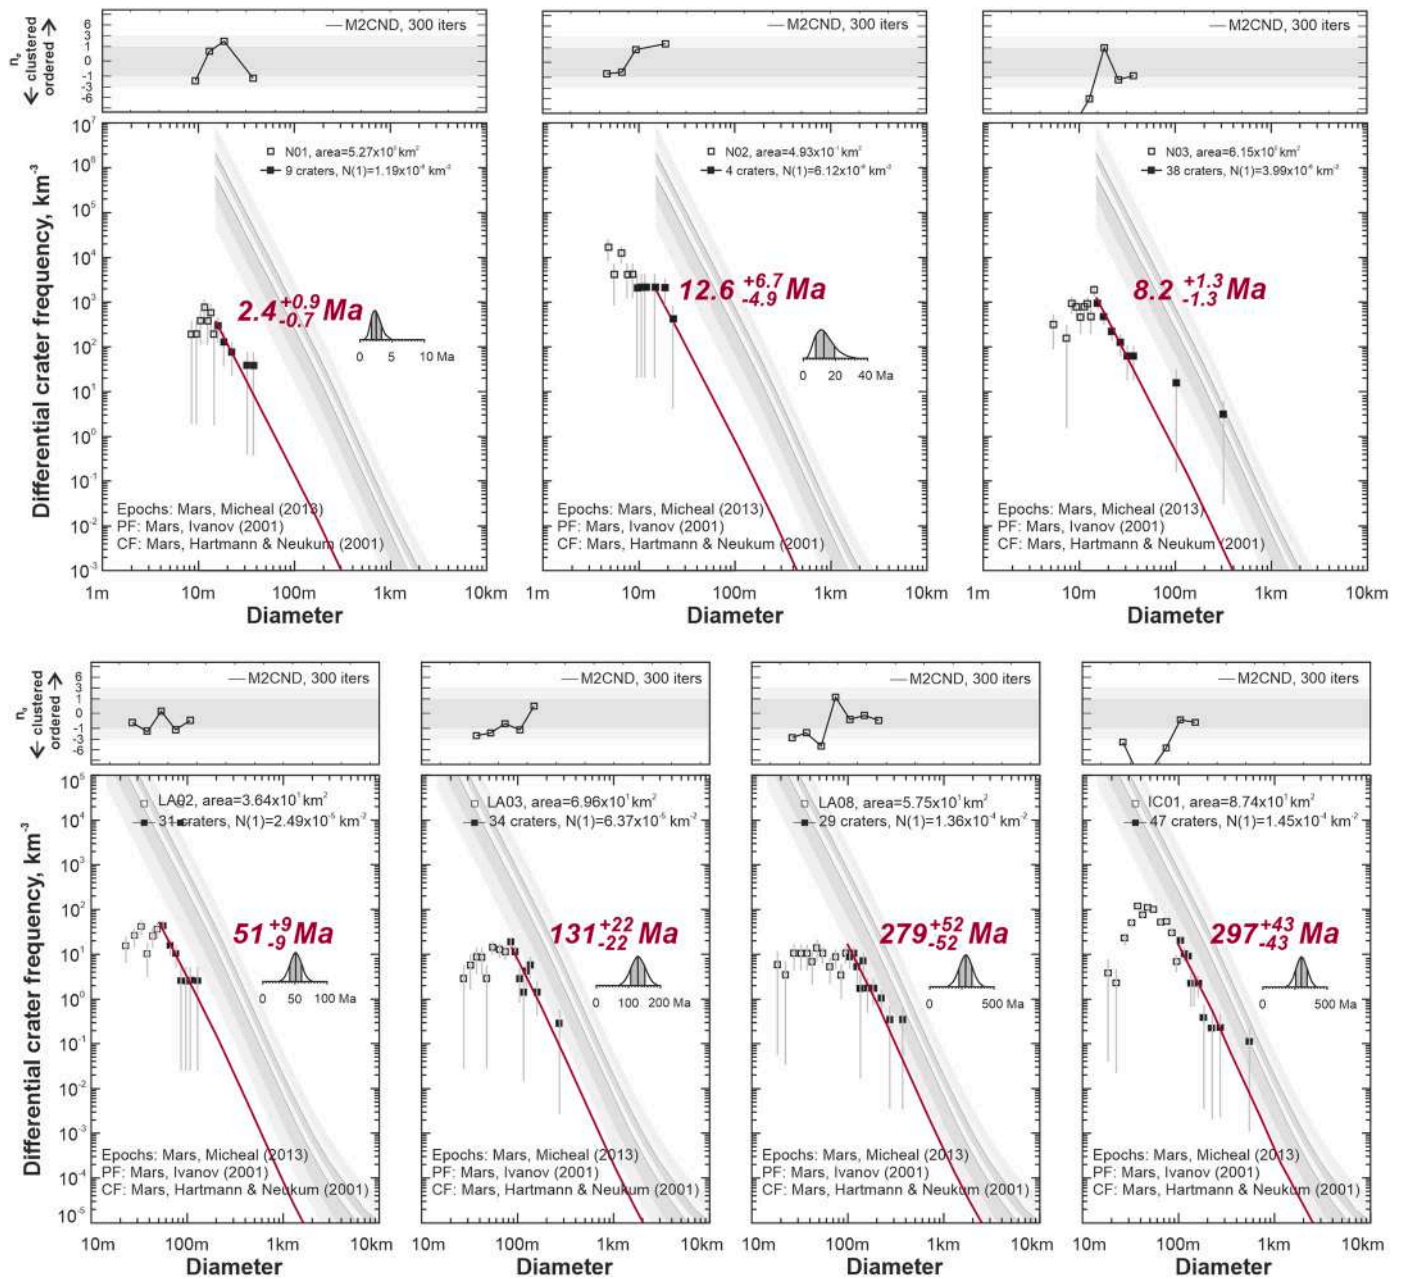 n𝜎
clustered
ordered
6
3
1
0
-1
-3
-6
M2CND, 300 iters
Differential crater frequency, km⁻³
10⁷
10⁶
10⁵
10⁴
10³
10²
10¹
10⁰
10⁻¹
10⁻²
10⁻³
N01, area=5.27x10⁰ km²
9 craters, N(1)=1.19x10⁻⁶ km⁻²
2.4 +0.9 -0.7 Ma
0 5 10 Ma
Epochs: Mars, Micheal (2013)
PF: Mars, Ivanov (2001)
CF: Mars, Hartmann & Neukum (2001)
1m 10m 100m 1km 10km
Diameter
M2CND, 300 iters
N02, area=4.93x10⁻¹ km²
4 craters, N(1)=6.12x10⁻⁶ km⁻²
12.6 +6.7 -4.9 Ma
0 20 40 Ma
Epochs: Mars, Micheal (2013)
PF: Mars, Ivanov (2001)
CF: Mars, Hartmann & Neukum (2001)
1m 10m 100m 1km 10km
Diameter
M2CND, 300 iters
N03, area=6.15x10⁰ km²
38 craters, N(1)=3.99x10⁻⁶ km⁻²
8.2 +1.3 -1.3 Ma
Epochs: Mars, Micheal (2013)
PF: Mars, Ivanov (2001)
CF: Mars, Hartmann & Neukum (2001)
1m 10m 100m 1km 10km
Diameter
n𝜎
clustered
ordered
6
3
1
0
-1
-3
-6
M2CND, 300 iters
Differential crater frequency, km⁻³
10⁵
10⁴
10³
10²
10¹
10⁰
10⁻¹
10⁻²
10⁻³
10⁻⁴
10⁻⁵
LA02, area=3.64x10¹ km²
31 craters, N(1)=2.49x10⁻⁵ km⁻²
51 +9 -9 Ma
0 50 100 Ma
Epochs: Mars, Micheal (2013)
PF: Mars, Ivanov (2001)
CF: Mars, Hartmann & Neukum (2001)
10m 100m 1km 10km
Diameter
M2CND, 300 iters
LA03, area=6.96x10¹ km²
34 craters, N(1)=6.37x10⁻⁵ km⁻²
131 +22 -22 Ma
0 100 200 Ma
Epochs: Mars, Micheal (2013)
PF: Mars, Ivanov (2001)
CF: Mars, Hartmann & Neukum (2001)
10m 100m 1km 10km
Diameter
M2CND, 300 iters
LA08, area=5.75x10¹ km²
29 craters, N(1)=1.36x10⁻⁴ km⁻²
279 +52 -52 Ma
0 500 Ma
Epochs: Mars, Micheal (2013)
PF: Mars, Ivanov (2001)
CF: Mars, Hartmann & Neukum (2001)
10m 100m 1km 10km
Diameter
M2CND, 300 iters
IC01, area=8.74x10¹ km²
47 craters, N(1)=1.45x10⁻⁴ km⁻²
297 +43 -43 Ma
0 500 Ma
Epochs: Mars, Micheal (2013)
PF: Mars, Ivanov (2001)
CF: Mars, Hartmann & Neukum (2001)
10m 100m 1km 10km
Diameter